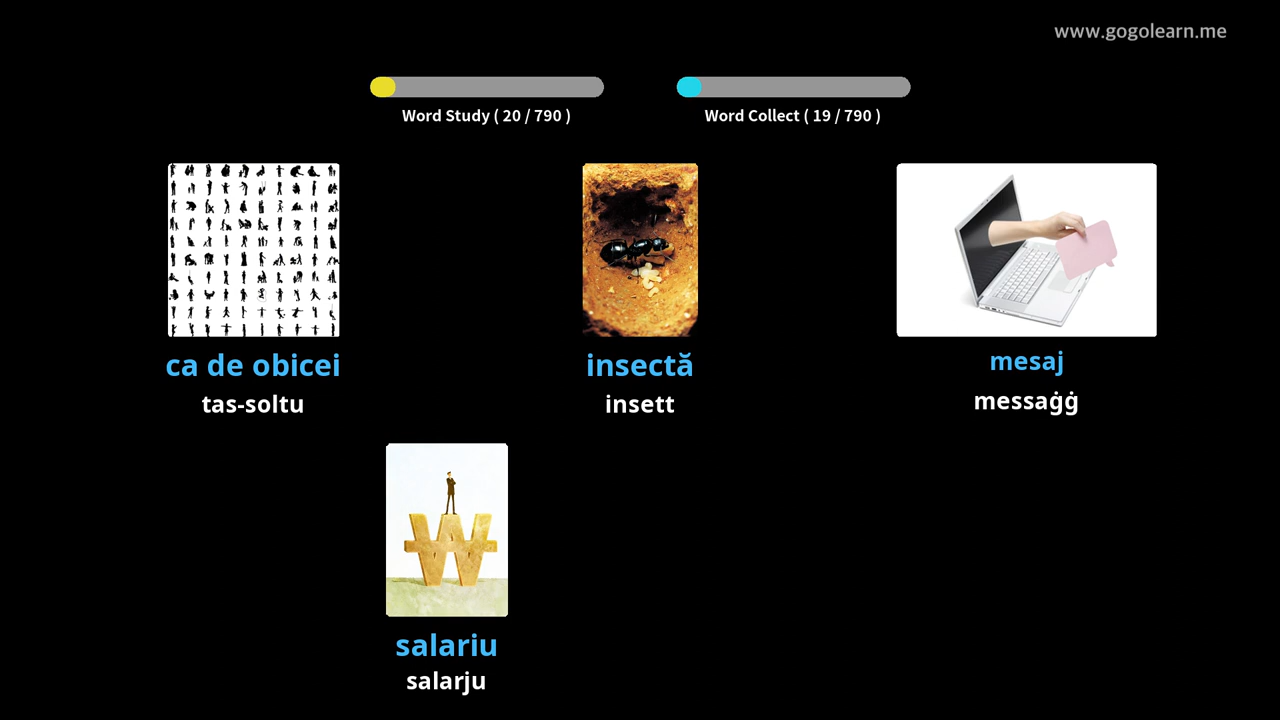 www.gogolearn.me
Word Study ( 20 / 790 )
Word Collect ( 19 / 790 )
ca de obicei
tas-soltu
insectă
insett
mesaj
messaġġ
salariu
salarju